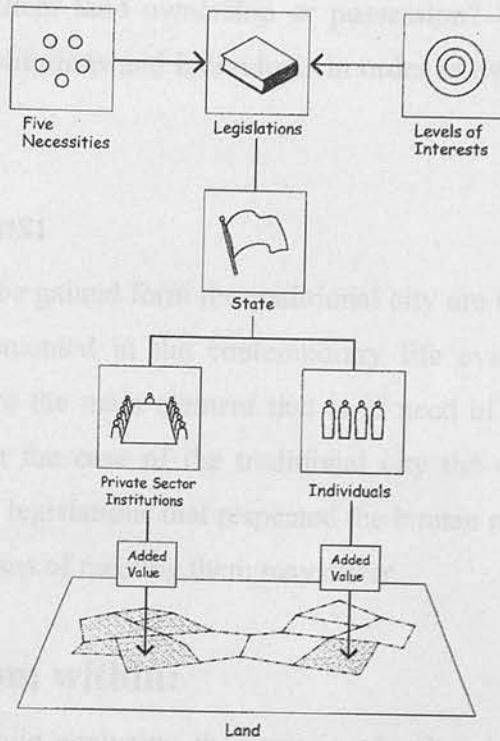 Five
Necessities
Legislations
Levels of
Interests
State
Private Sector
Institutions
Individuals
Added
Value
Added
Value
Land